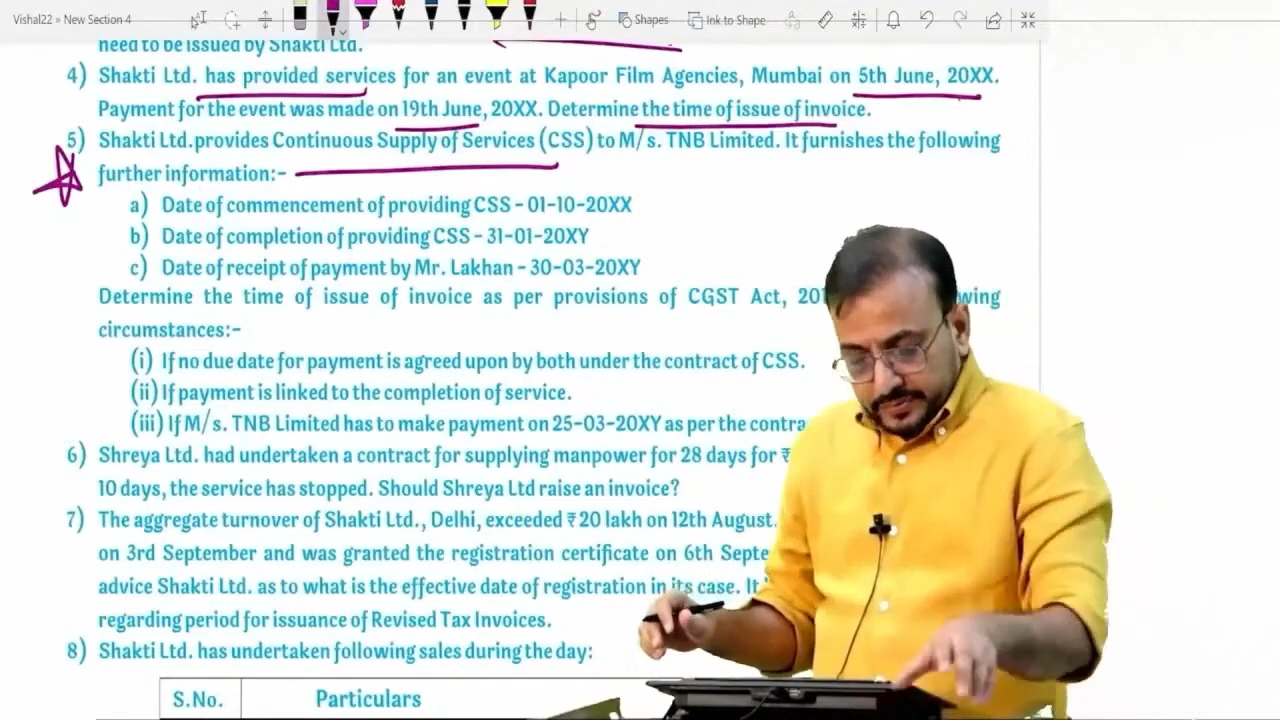 Vishal22 » New Section 4
Shapes
Ink to Shape
need to be issued by Shakti Ltd.
4) Shakti Ltd. has provided services for an event at Kapoor Film Agencies, Mumbai on 5th June, 20XX.
Payment for the event was made on 19th June, 20XX. Determine the time of issue of invoice.
5) Shakti Ltd.provides Continuous Supply of Services (CSS) to M/s. TNB Limited. It furnishes the following
further information:-
a) Date of commencement of providing CSS - 01-10-20XX
b) Date of completion of providing CSS - 31-01-20XY
c) Date of receipt of payment by Mr. Lakhan - 30-03-20XY
Determine the time of issue of invoice as per provisions of CGST Act,
circumstances:-
(i) If no due date for payment is agreed upon by both under the contract of CSS.
(ii) If payment is linked to the completion of service.
(iii) If M/s. TNB Limited has to make payment on 25-03-20XY as per the
6) Shreya Ltd. had undertaken a contract for supplying manpower for 28 days for ₹
10 days, the service has stopped. Should Shreya Ltd raise an invoice?
7) The aggregate turnover of Shakti Ltd., Delhi, exceeded ₹ 20 lakh on 12th August.
on 3rd September and was granted the registration certificate on 6th
advice Shakti Ltd. as to what is the effective date of registration in its case. It
regarding period for issuance of Revised Tax Invoices.
8) Shakti Ltd. has undertaken following sales during the day:
S.No. Particulars